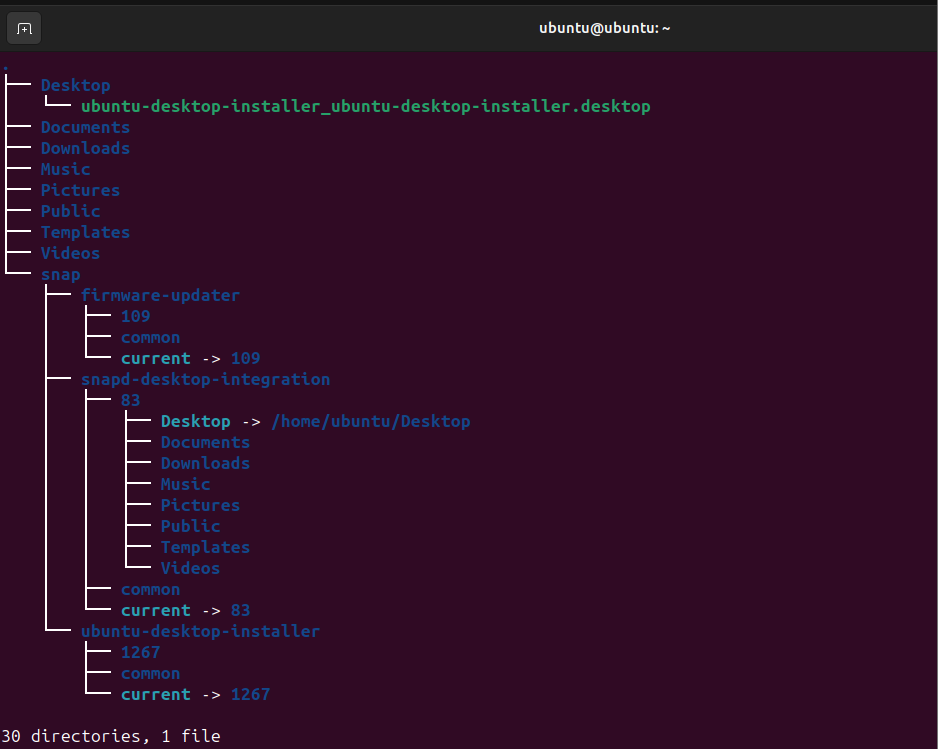 ubuntu@ubuntu: ~
.
├── Desktop
│   └── ubuntu-desktop-installer_ubuntu-desktop-installer.desktop
├── Documents
├── Downloads
├── Music
├── Pictures
├── Public
├── Templates
├── Videos
└── snap
    ├── firmware-updater
    │   ├── 109
    │   ├── common
    │   └── current -> 109
    ├── snapd-desktop-integration
    │   ├── 83
    │   │   ├── Desktop -> /home/ubuntu/Desktop
    │   │   ├── Documents
    │   │   ├── Downloads
    │   │   ├── Music
    │   │   ├── Pictures
    │   │   ├── Public
    │   │   ├── Templates
    │   │   └── Videos
    │   ├── common
    │   └── current -> 83
    └── ubuntu-desktop-installer
        ├── 1267
        ├── common
        └── current -> 1267

30 directories, 1 file